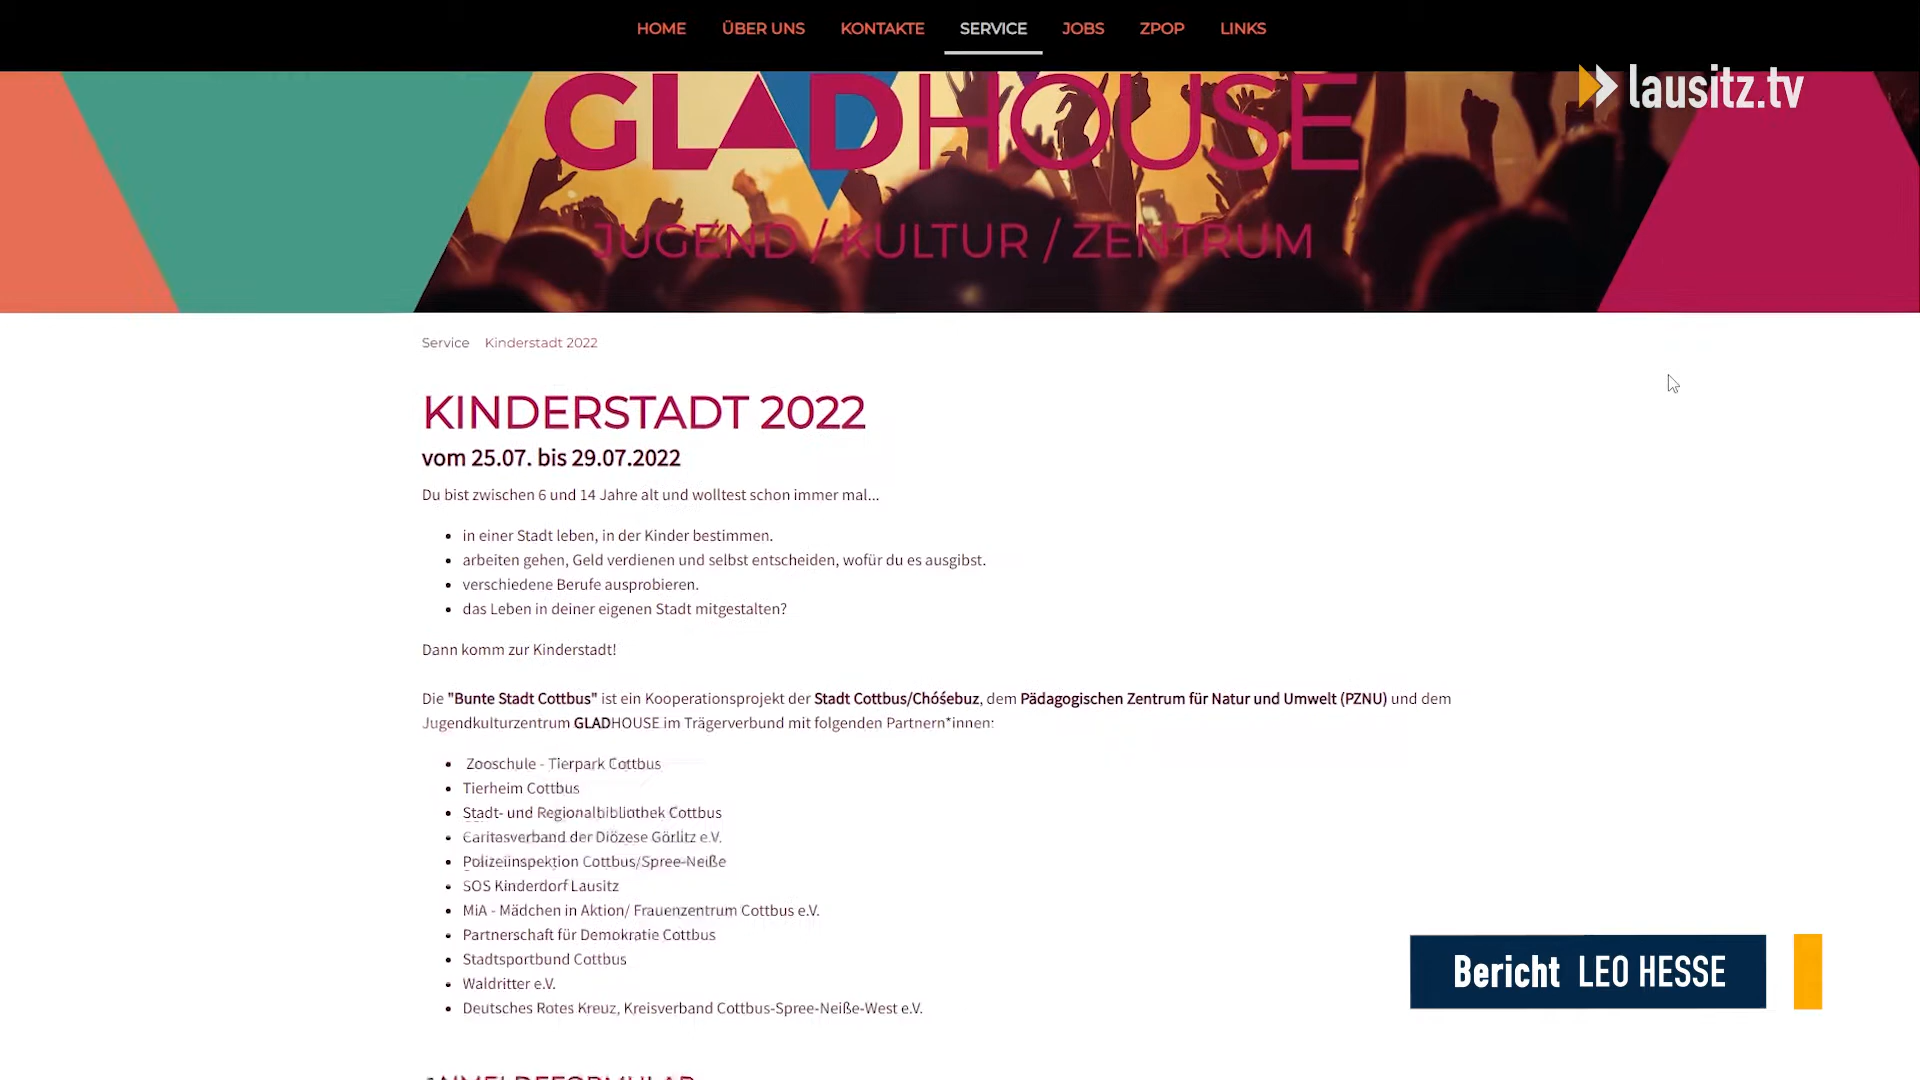 HOME ÜBER UNS KONTAKTE SERVICE JOBS ZPOP LINKS
lausitz.tv
GLADHOUSE
JUGEND / KULTUR / ZENTRUM
Service Kinderstadt 2022
KINDERSTADT 2022
vom 25.07. bis 29.07.2022
Du bist zwischen 6 und 14 Jahre alt und wolltest schon immer mal...
in einer Stadt leben, in der Kinder bestimmen.
arbeiten gehen, Geld verdienen und selbst entscheiden, wofür du es ausgibst.
verschiedene Berufe ausprobieren.
das Leben in deiner eigenen Stadt mitgestalten?
Dann komm zur Kinderstadt!
Die "Bunte Stadt Cottbus" ist ein Kooperationsprojekt der Stadt Cottbus/Chóśebuz, dem Pädagogischen Zentrum für Natur und Umwelt (PZNU) und dem
Jugendkulturzentrum GLADHOUSE im Trägerverbund mit folgenden Partnern*innen:
Zooschule - Tierpark Cottbus
Tierheim Cottbus
Stadt- und Regionalbibliothek Cottbus
Caritasverband der Diözese Görlitz e.V.
Polizeiinspektion Cottbus/Spree-Neiße
SOS Kinderdorf Lausitz
MiA - Mädchen in Aktion/ Frauenzentrum Cottbus e.V.
Partnerschaft für Demokratie Cottbus
Stadtsportbund Cottbus
Waldritter e.V.
Deutsches Rotes Kreuz, Kreisverband Cottbus-Spree-Neiße-West e.V.
ANMELDEFORMULAR
Bericht LEO HESSE